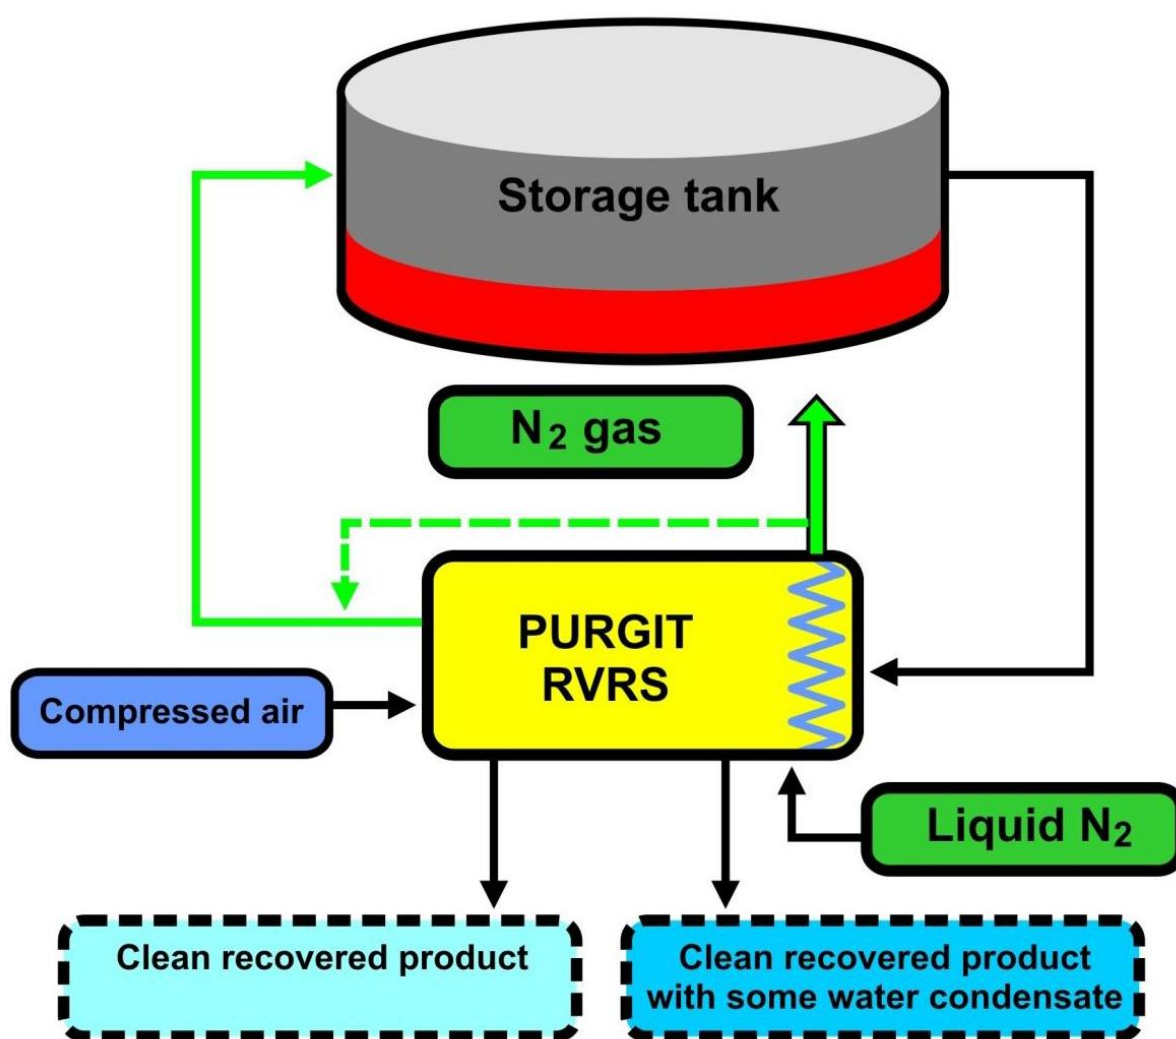 Storage tank
N₂ gas
PURGIT
RVRS
Compressed air
Liquid N₂
Clean recovered product
Clean recovered product
with some water condensate